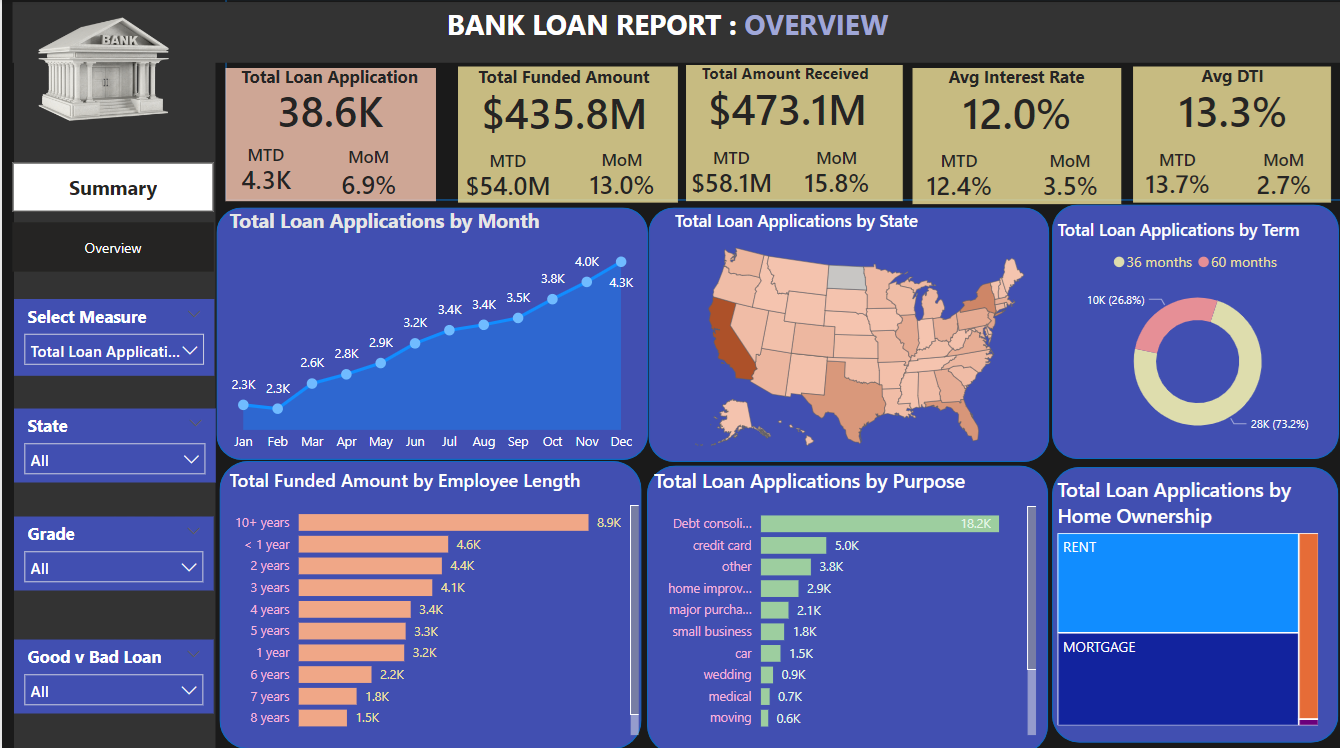 BANK
BANK LOAN REPORT : OVERVIEW
Total Loan Application
38.6K
MTD
4.3K
MoM
6.9%
Total Funded Amount
$435.8M
MTD
$54.0M
MoM
13.0%
Total Amount Received
$473.1M
MTD
$58.1M
MoM
15.8%
Avg Interest Rate
12.0%
MTD
12.4%
MoM
3.5%
Avg DTI
13.3%
MTD
13.7%
MoM
2.7%
Summary
Overview
Select Measure
Total Loan Applicati...
State
All
Grade
All
Good v Bad Loan
All
Total Loan Applications by Month
2.3K
2.3K
2.6K
2.8K
2.9K
3.2K
3.4K
3.4K
3.5K
3.8K
4.0K
4.3K
Jan Feb Mar Apr May Jun Jul Aug Sep Oct Nov Dec
Total Loan Applications by State
Total Loan Applications by Term
36 months 60 months
10K (26.8%)
28K (73.2%)
Total Funded Amount by Employee Length
10+ years 8.9K
< 1 year 4.6K
2 years 4.4K
3 years 4.1K
4 years 3.4K
5 years 3.3K
1 year 3.2K
6 years 2.2K
7 years 1.8K
8 years 1.5K
Total Loan Applications by Purpose
Debt consoli... 18.2K
credit card 5.0K
other 3.8K
home improv... 2.9K
major purcha... 2.1K
small business 1.8K
car 1.5K
wedding 0.9K
medical 0.7K
moving 0.6K
Total Loan Applications by
Home Ownership
RENT
MORTGAGE